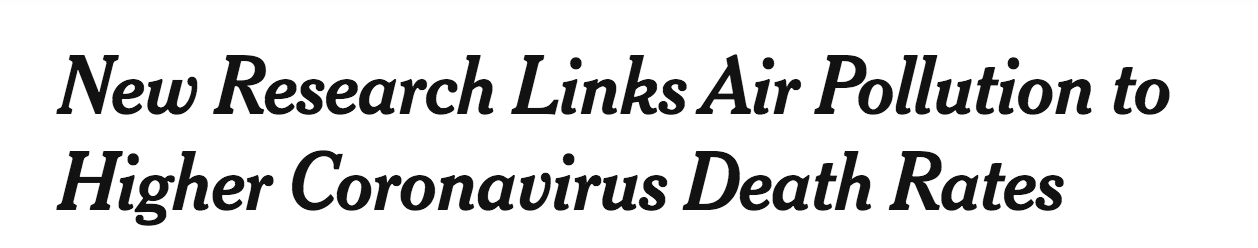 New Research Links Air Pollution to
Higher Coronavirus Death Rates